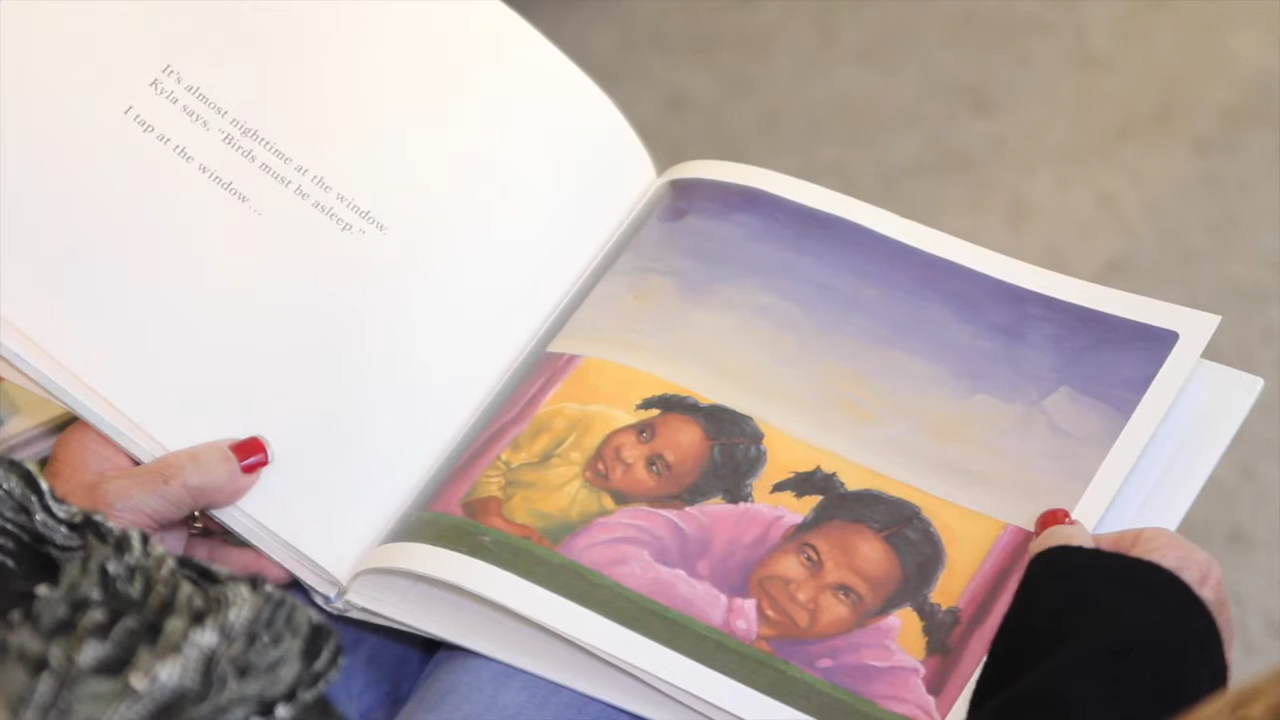 It's almost nighttime at the window.
Kyla says, "Birds must be asleep."
I tap at the window...